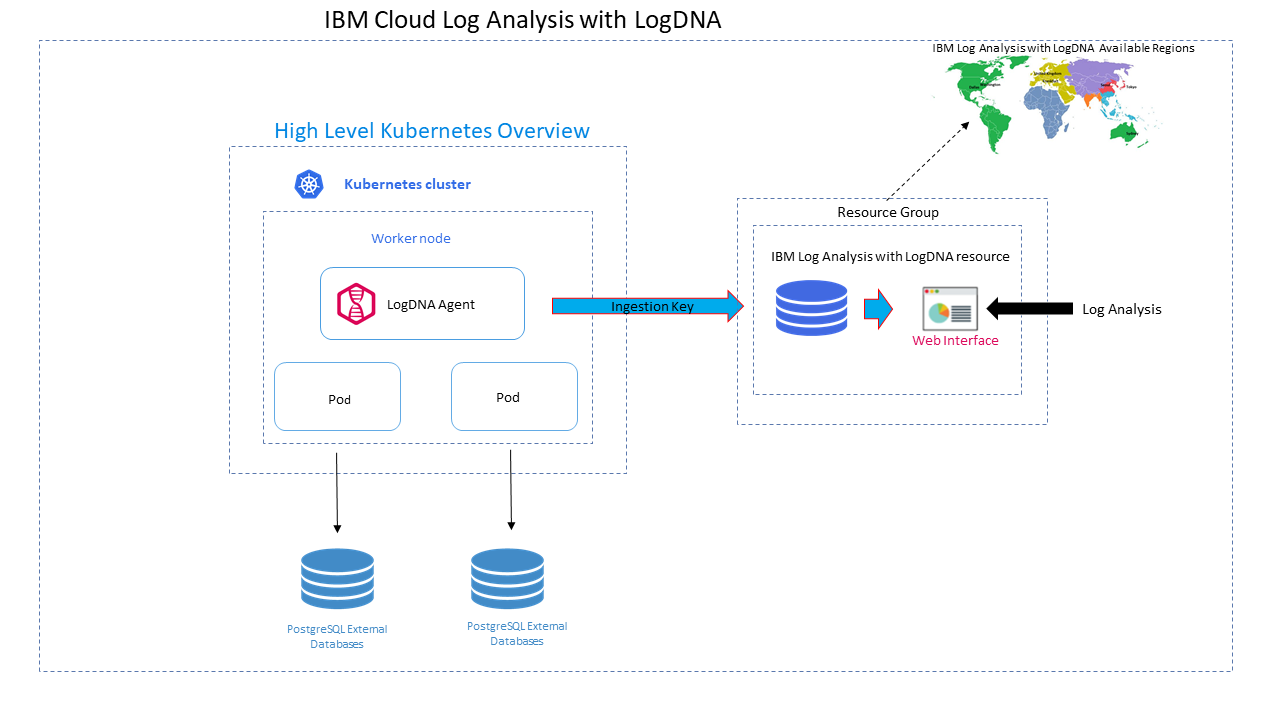 IBM Cloud Log Analysis with LogDNA
IBM Log Analysis with LogDNA Available Regions
United Kingdom
Frankfurt
Dallas
Washington
Tokyo
Sydney
High Level Kubernetes Overview
Kubernetes cluster
Worker node
LogDNA Agent
Pod
Pod
Ingestion Key
Resource Group
IBM Log Analysis with LogDNA resource
Web Interface
Log Analysis
PostgreSQL External
Databases
PostgreSQL External
Databases